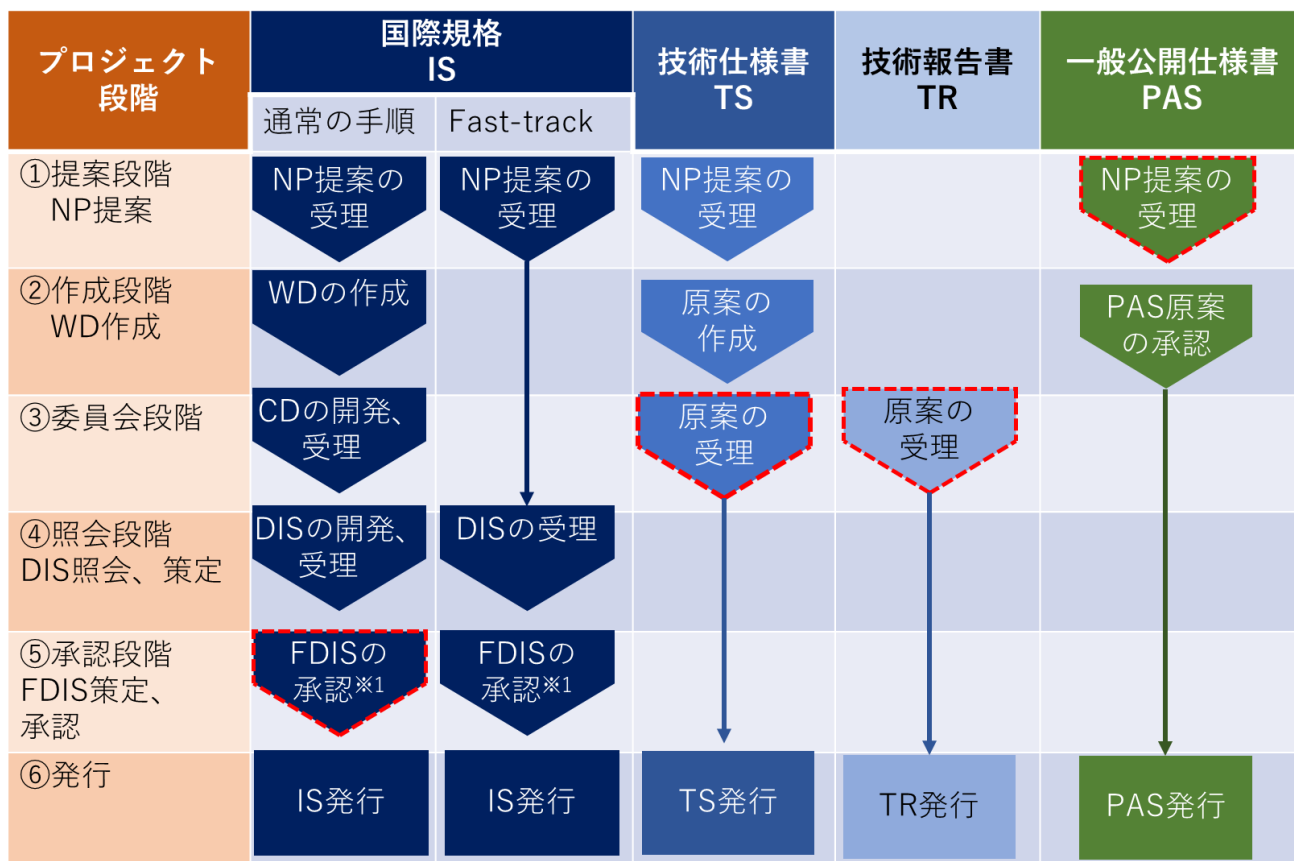 プロジェクト
段階
国際規格
IS
技術仕様書
TS
技術報告書
TR
一般公開仕様書
PAS
通常の手順
Fast-track
①提案段階
NP提案
NP提案の
受理
NP提案の
受理
NP提案の
受理
NP提案の
受理
②作成段階
WD作成
WDの作成
原案の
作成
PAS原案
の承認
③委員会段階
CDの開発、
受理
原案の
受理
原案の
受理
④照会段階
DIS照会、策定
DISの開発、
受理
DISの受理
⑤承認段階
FDIS策定、
承認
FDISの
承認※1
FDISの
承認※1
⑥発行
IS発行
IS発行
TS発行
TR発行
PAS発行